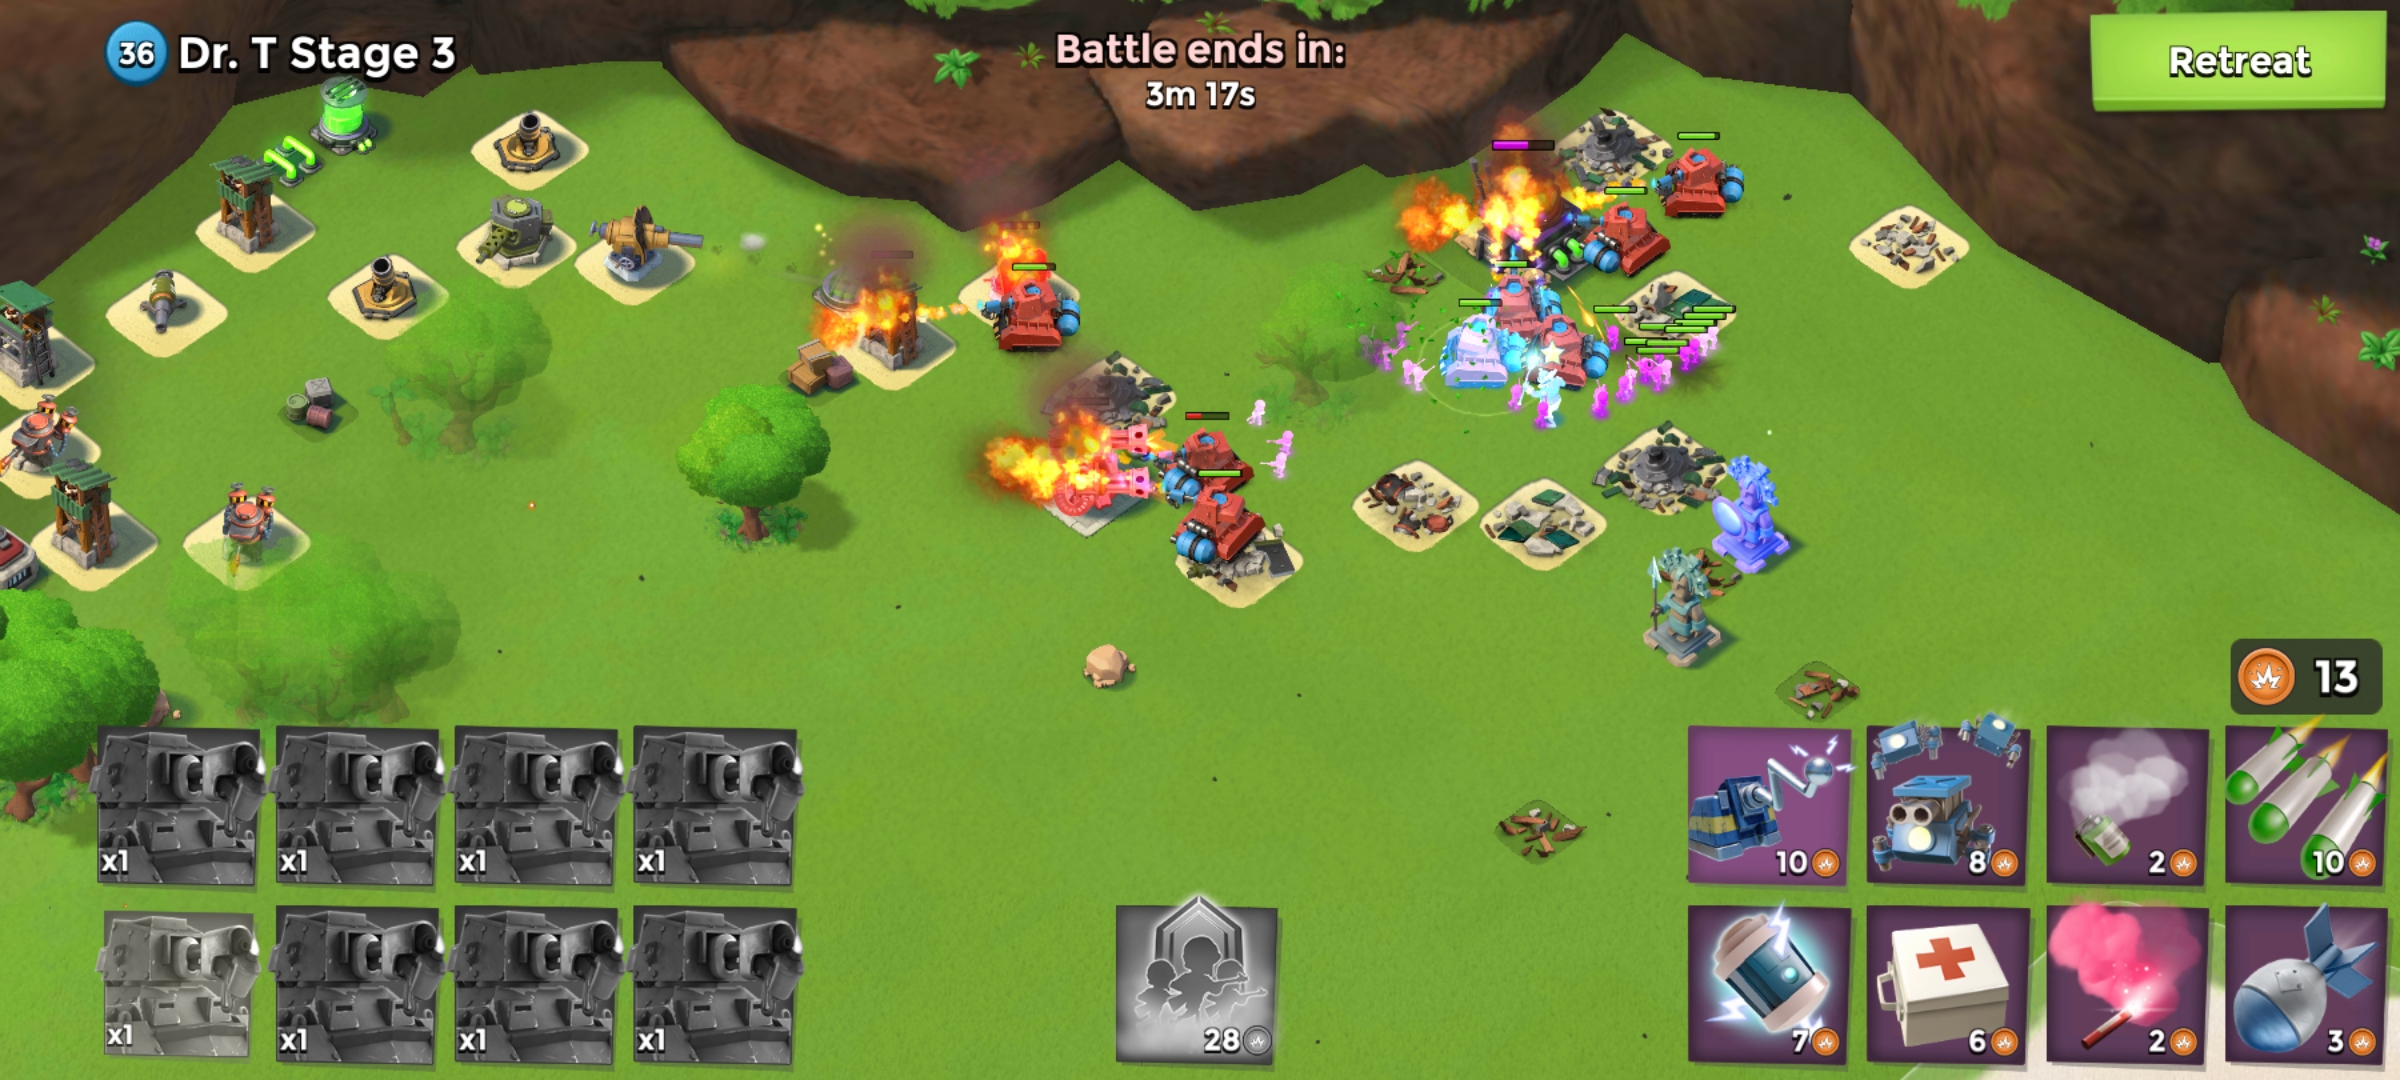 36 Dr. T Stage 3
Battle ends in:
3m 17s
Retreat
13
x1 x1 x1 x1
10 8 2 10
x1 x1 x1 x1
28
7 6 2 3